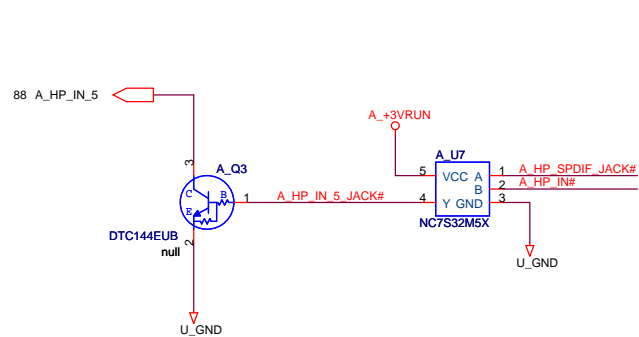 88 A_HP_IN_5
A_+3VRUN
A_U7
3
A_Q3
5
VCC A
1
A_HP_SPDIF_JACK#
B
2
A_HP_IN#
C
B
1
A_HP_IN_5_JACK#
4
Y GND
3
E
NC7S32M5X
DTC144EUB
null
2
U_GND
U_GND